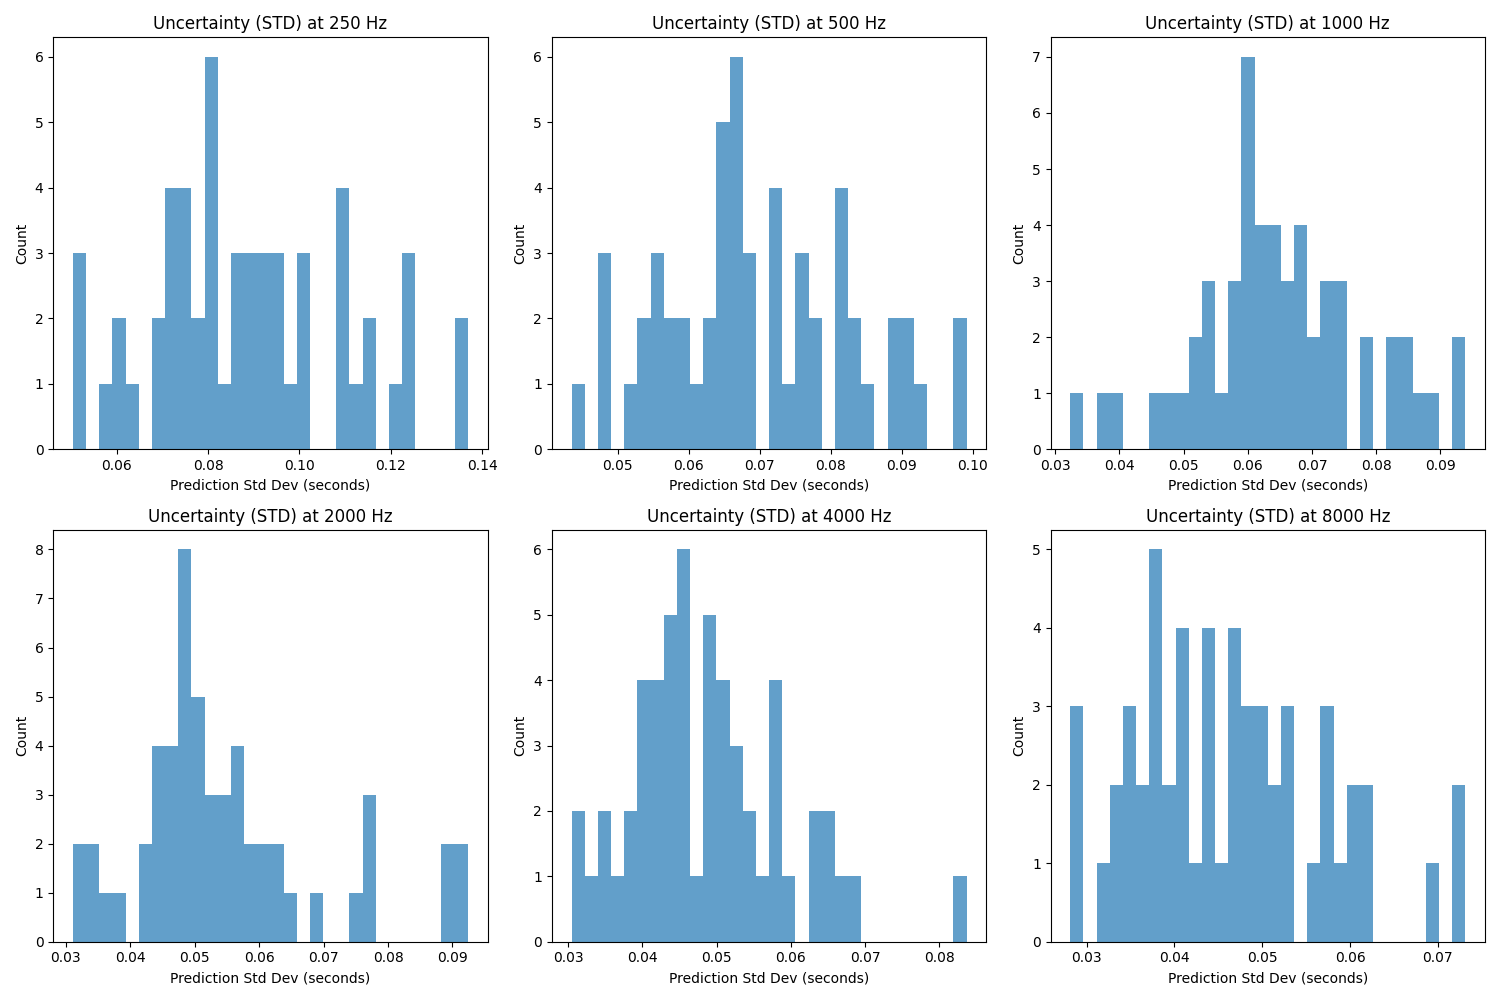 Uncertainty (STD) at 250 Hz
6
5
4
3
2
1
0
Count
0.06 0.08 0.10 0.12 0.14
Prediction Std Dev (seconds)
Uncertainty (STD) at 500 Hz
6
5
4
3
2
1
0
Count
0.05 0.06 0.07 0.08 0.09 0.10
Prediction Std Dev (seconds)
Uncertainty (STD) at 1000 Hz
7
6
5
4
3
2
1
0
Count
0.03 0.04 0.05 0.06 0.07 0.08 0.09
Prediction Std Dev (seconds)
Uncertainty (STD) at 2000 Hz
8
7
6
5
4
3
2
1
0
Count
0.03 0.04 0.05 0.06 0.07 0.08 0.09
Prediction Std Dev (seconds)
Uncertainty (STD) at 4000 Hz
6
5
4
3
2
1
0
Count
0.03 0.04 0.05 0.06 0.07 0.08
Prediction Std Dev (seconds)
Uncertainty (STD) at 8000 Hz
5
4
3
2
1
0
Count
0.03 0.04 0.05 0.06 0.07
Prediction Std Dev (seconds)